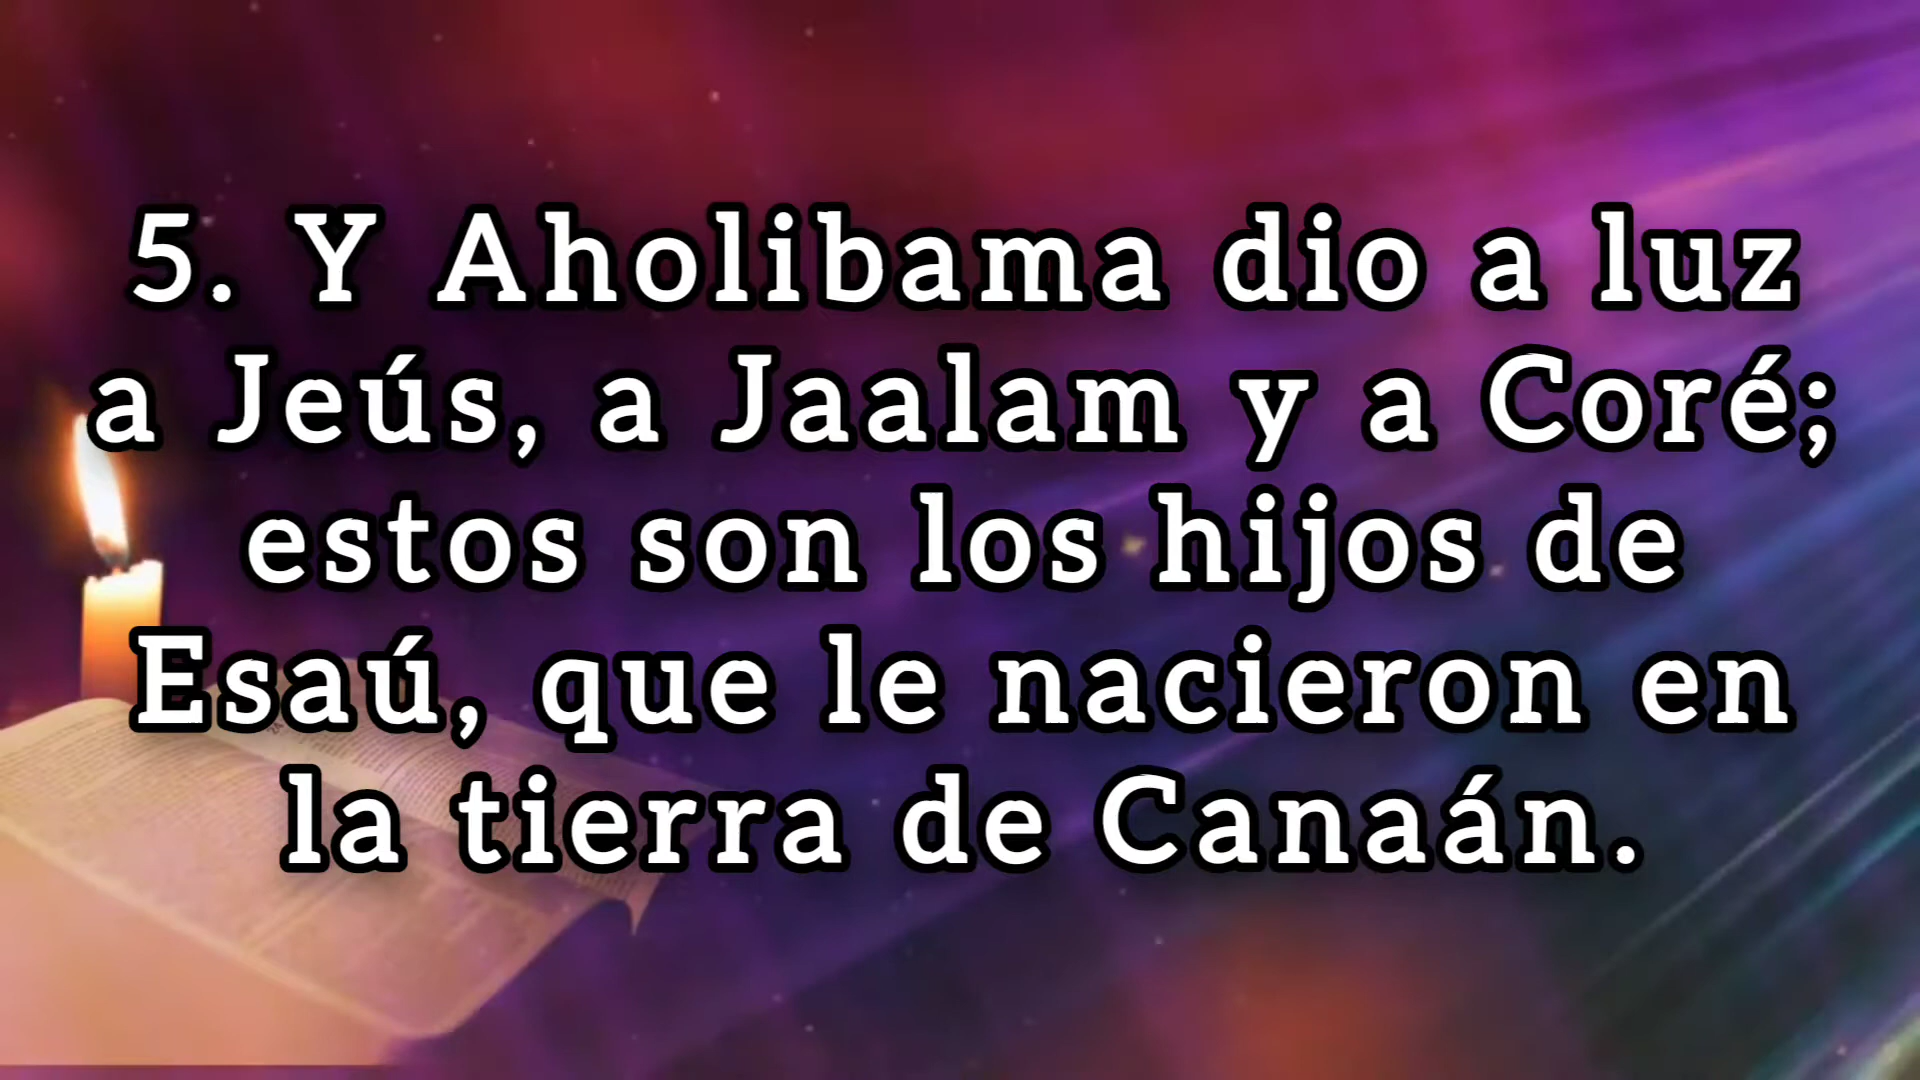 5. Y Aholibama dio a luz
a Jeús, a Jaalam y a Coré;
estos son los hijos de
Esaú, que le nacieron en
la tierra de Canaán.